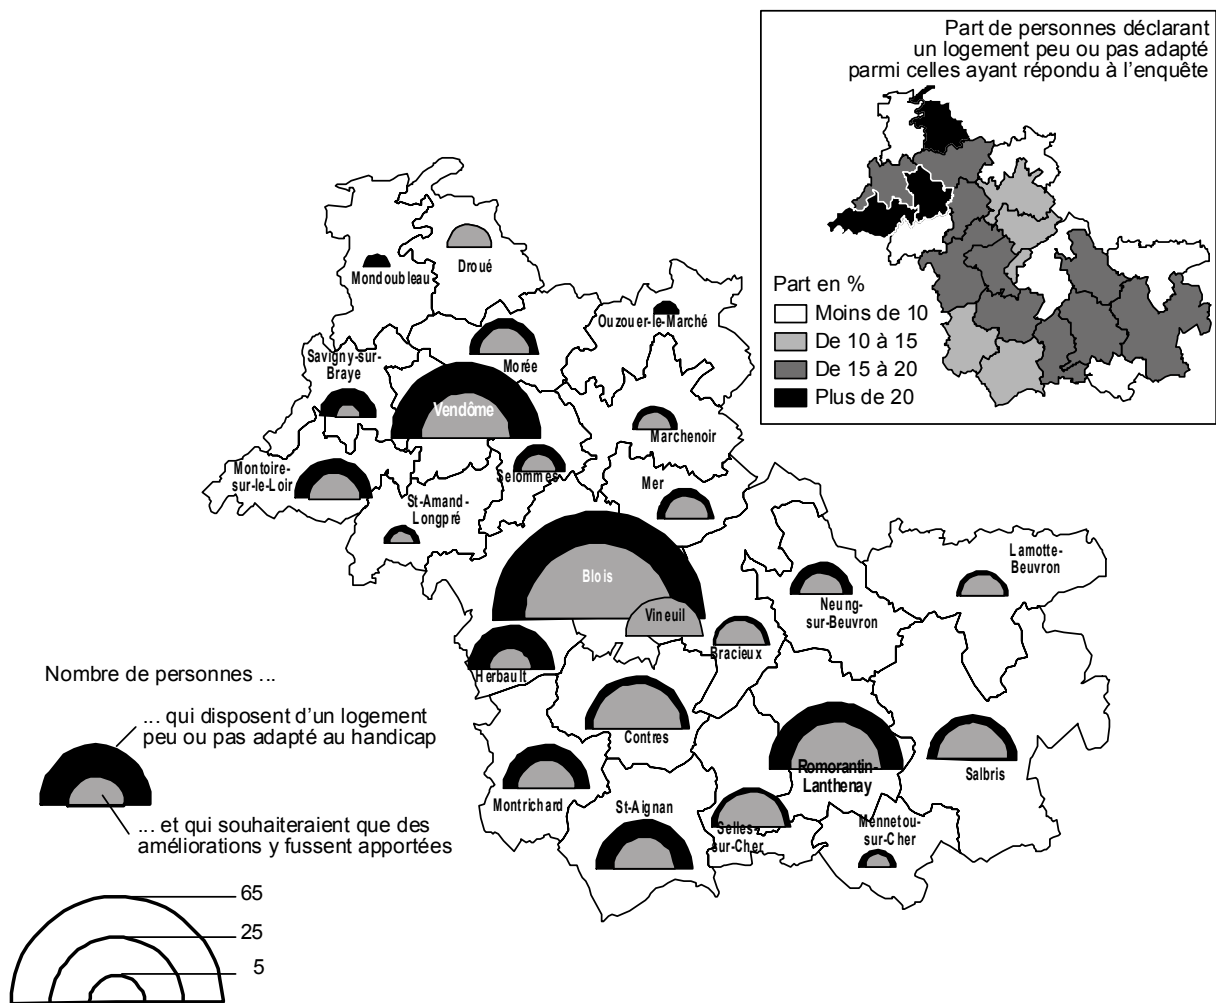 Part de personnes déclarant
un logement peu ou pas adapté
parmi celles ayant répondu à l'enquête
Part en %
Moins de 10
De 10 à 15
De 15 à 20
Plus de 20
Mondoubleau
Droué
Ouzouer-le-Marché
Morée
Savigny-sur-
Braye
Vendôme
Marchenoir
Montoire-
sur-le-Loir
Selommes
Mer
St-Amand-
Longpré
Lamotte-
Beuvron
Blois
Vineuil
Neung-
sur-Beuvron
Bracieux
Herbault
Contres
Romorantin-
Lanthenay
Salbris
Montrichard
St-Aignan
Selles-
sur-Cher
Mennetou-
sur-Cher
Nombre de personnes ...
... qui disposent d'un logement
peu ou pas adapté au handicap
... et qui souhaiteraient que des
améliorations y fussent apportées
65
25
5